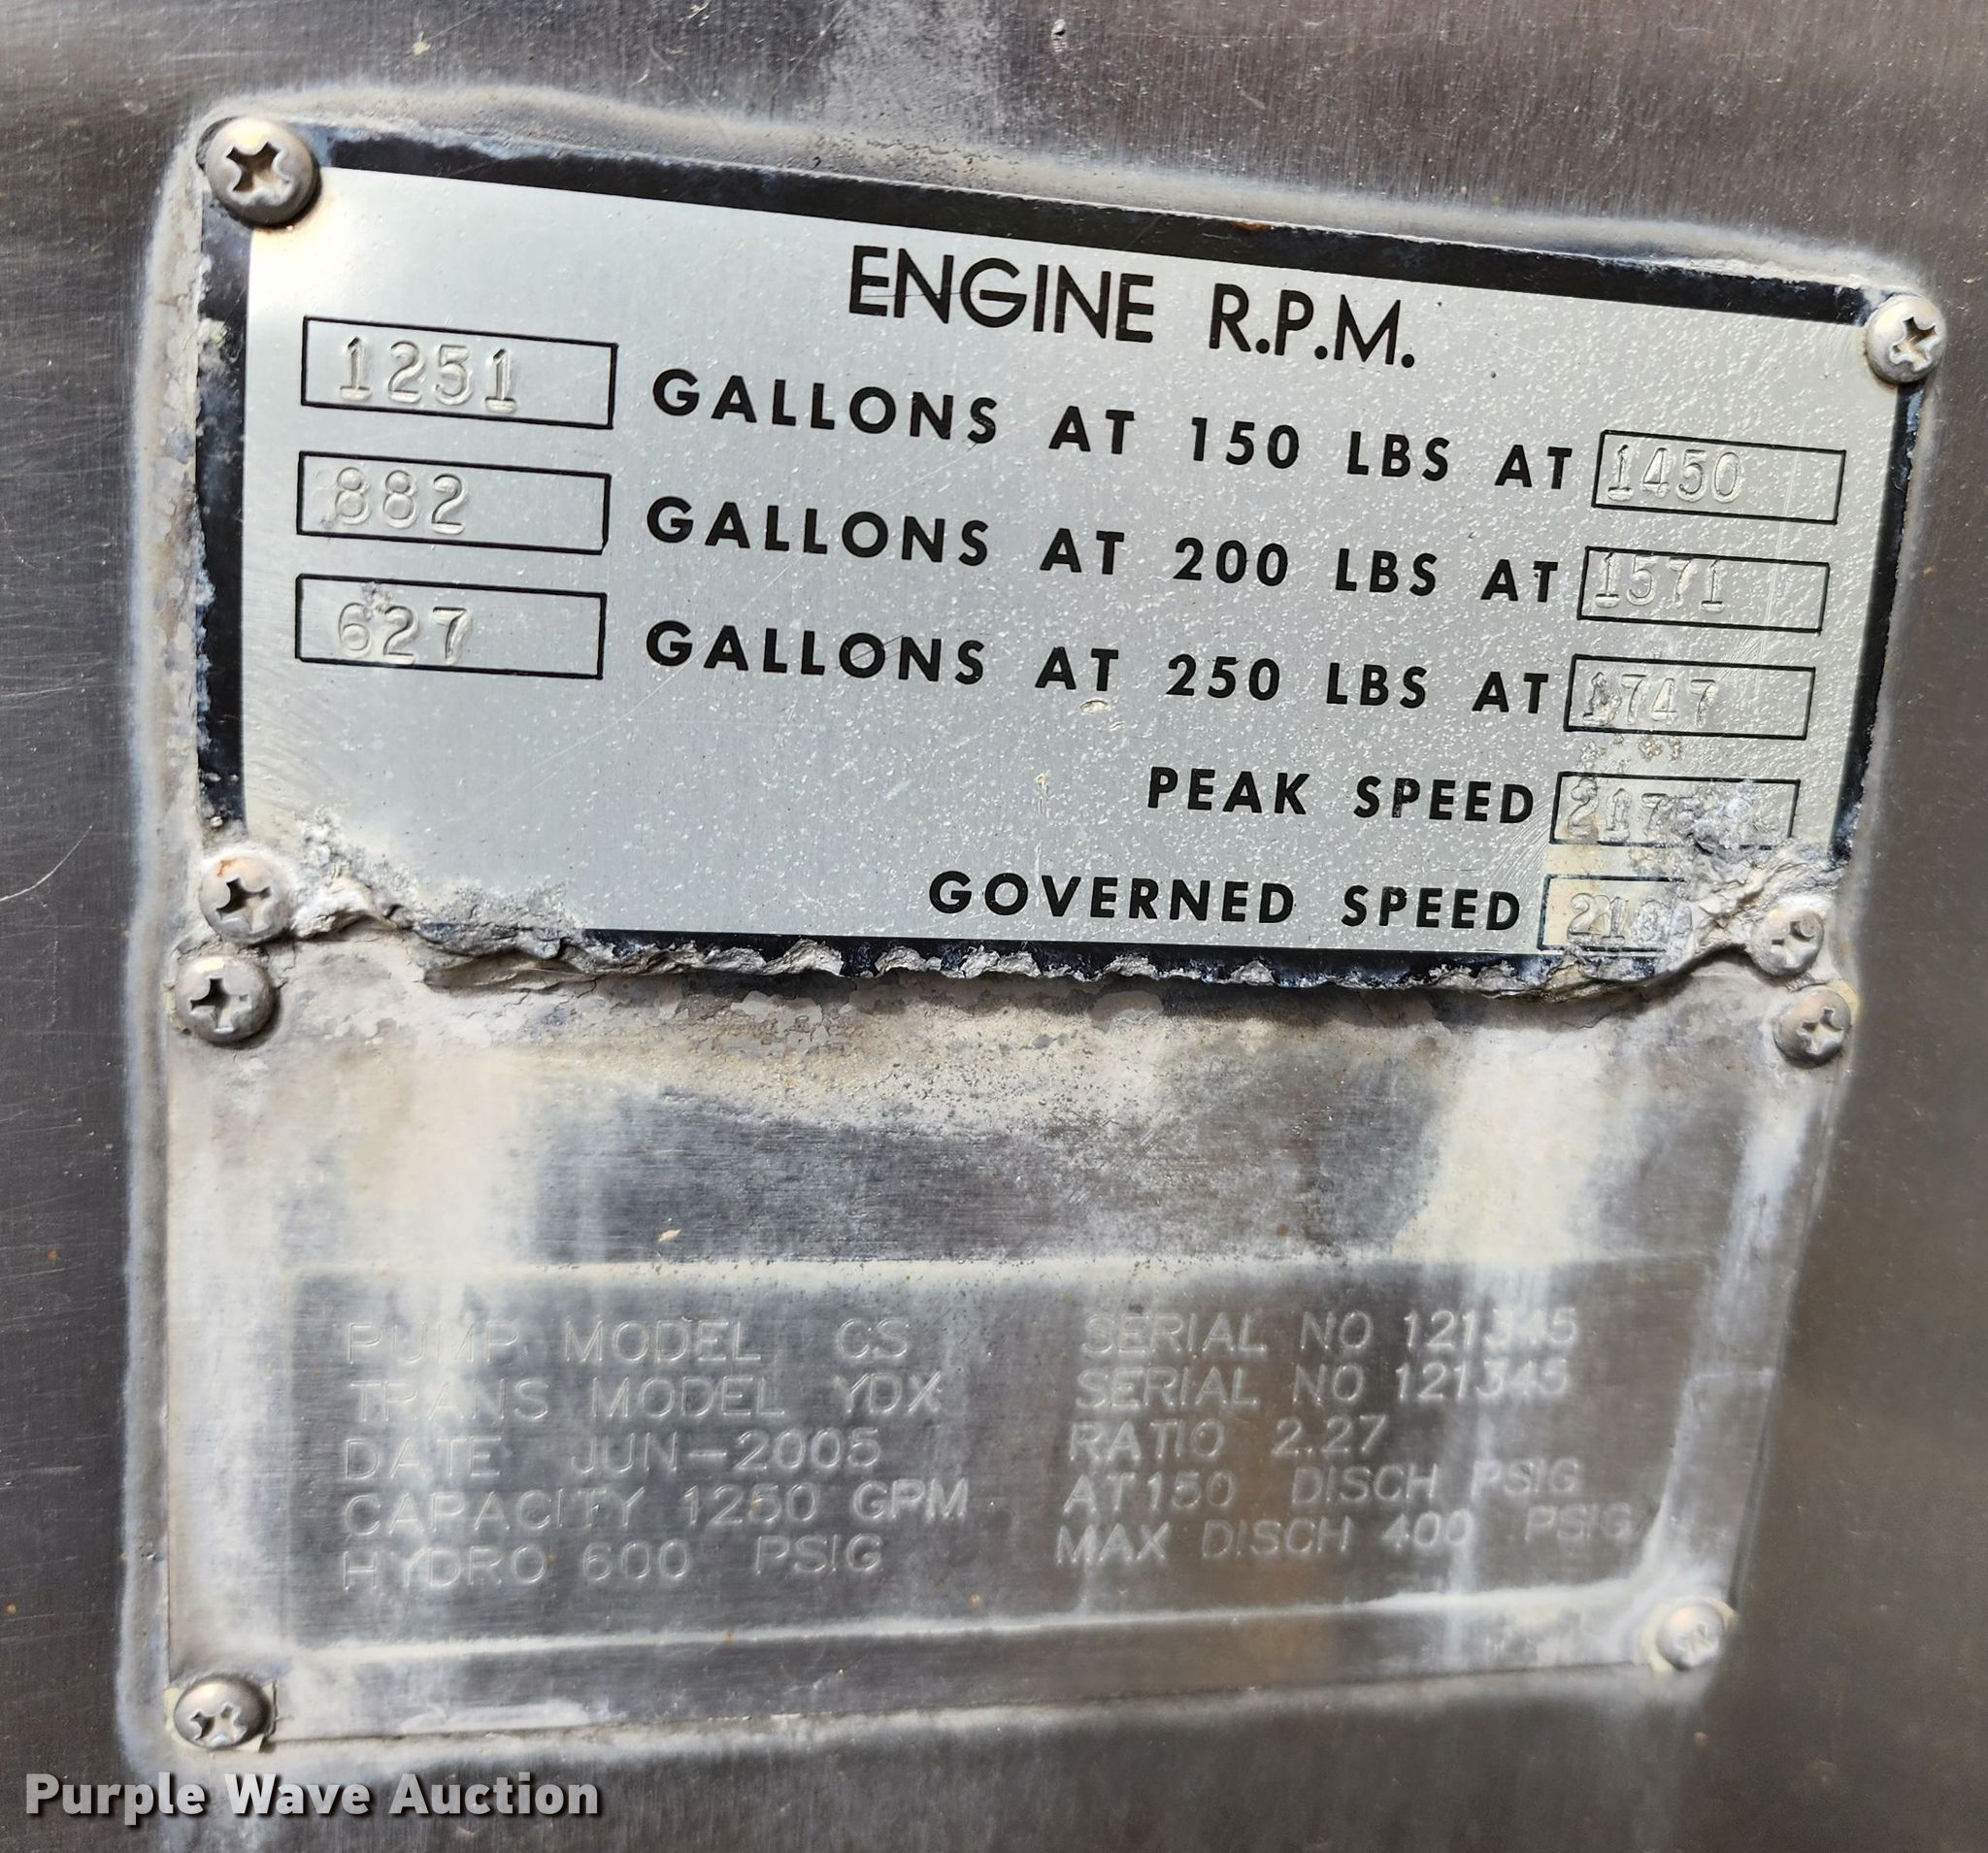 ENGINE R.P.M.
1251 GALLONS AT 150 LBS AT 1450
882 GALLONS AT 200 LBS AT 1571
627 GALLONS AT 250 LBS AT 1747
PEAK SPEED
GOVERNED SPEED
PUMP MODEL CS SERIAL NO 121345
TRANS MODEL YDX SERIAL NO 121345
DATE JUN-2005 RATIO 2.27
CAPACITY 1250 GPM AT150 DISCH PSIG
HYDRO 600 PSIG MAX DISCH 400 PSIG
Purple Wave Auction